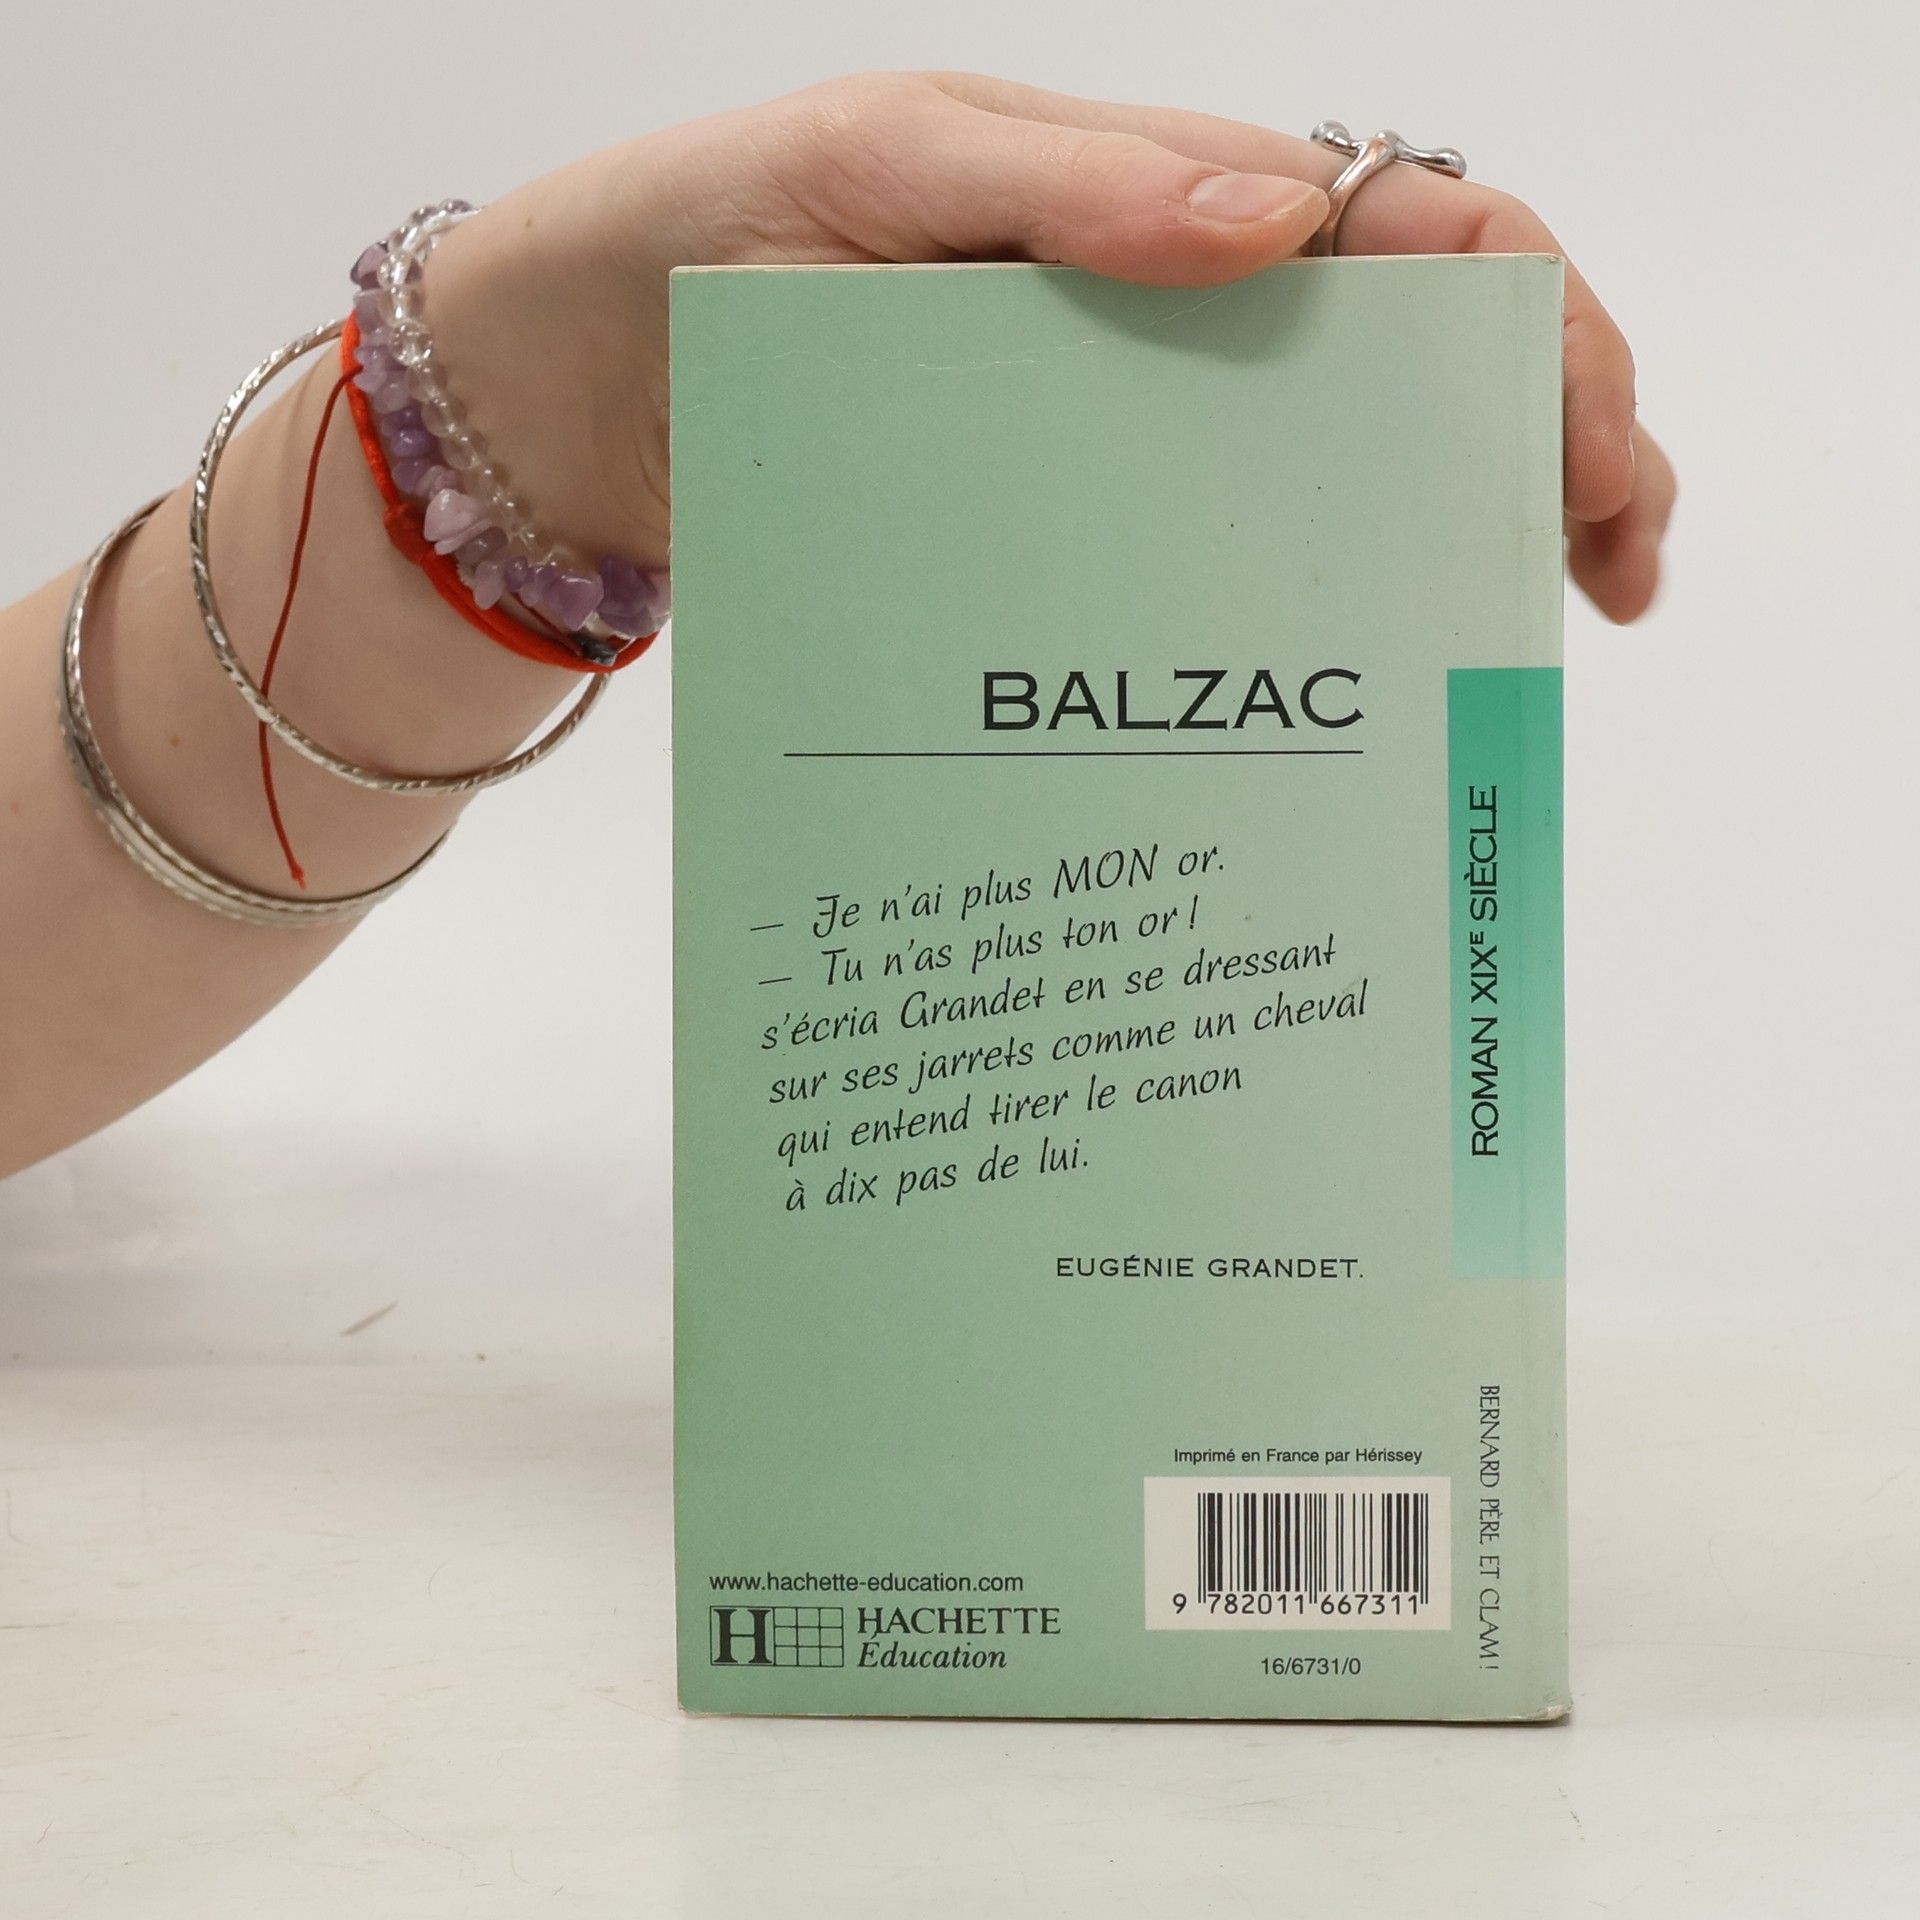 BALZAC
— Je n'ai plus MON or.
— Tu n'as plus ton or !
s'écria Grandet en se dressant
sur ses jarrets comme un cheval
qui entend tirer le canon
à dix pas de lui.
EUGÉNIE GRANDET.
ROMAN XIXE SIÈCLE
BERNARD PÈRE ET CLAM !
Imprimé en France par Hérissey
9 782011 667311
16/6731/0
www.hachette-education.com
H
HACHETTE
Éducation